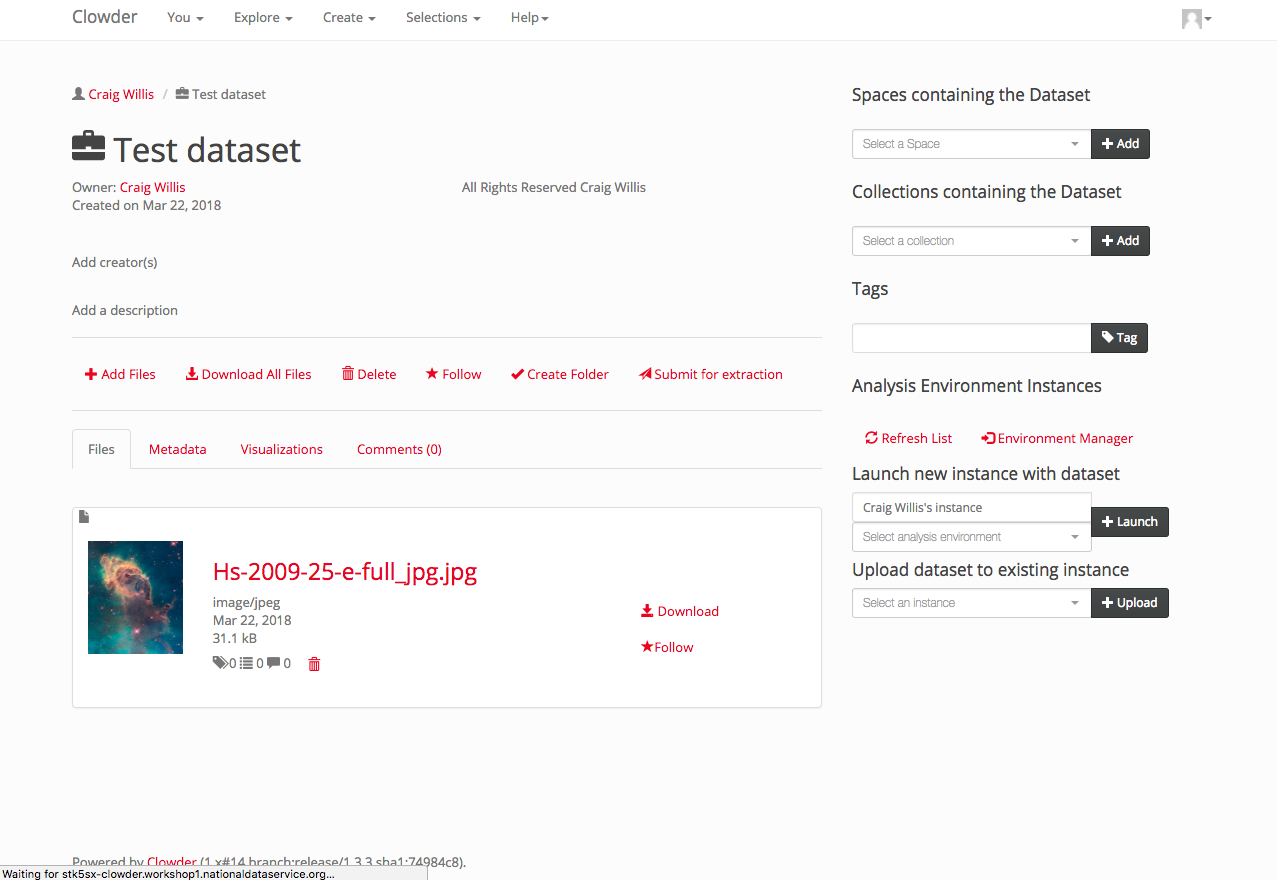 Clowder You Explore Create Selections Help
Craig Willis / Test dataset
Test dataset
Owner: Craig Willis
All Rights Reserved Craig Willis
Created on Mar 22, 2018
Add creator(s)
Add a description
Add Files Download All Files Delete Follow Create Folder Submit for extraction
Files Metadata Visualizations Comments (0)
Hs-2009-25-e-full_jpg.jpg
image/jpeg
Mar 22, 2018
31.1 kB
0 0 0
Download
Follow
Spaces containing the Dataset
Select a Space Add
Collections containing the Dataset
Select a collection Add
Tags
Tag
Analysis Environment Instances
Refresh List Environment Manager
Launch new instance with dataset
Craig Willis's instance
Launch
Select analysis environment
Upload dataset to existing instance
Select an instance Upload
Powered by Clowder (1.x#14 branch:release/1.3.3 sha1:74984c8).
Waiting for stk5sx-clowder.workshop1.nationaldataservice.org...